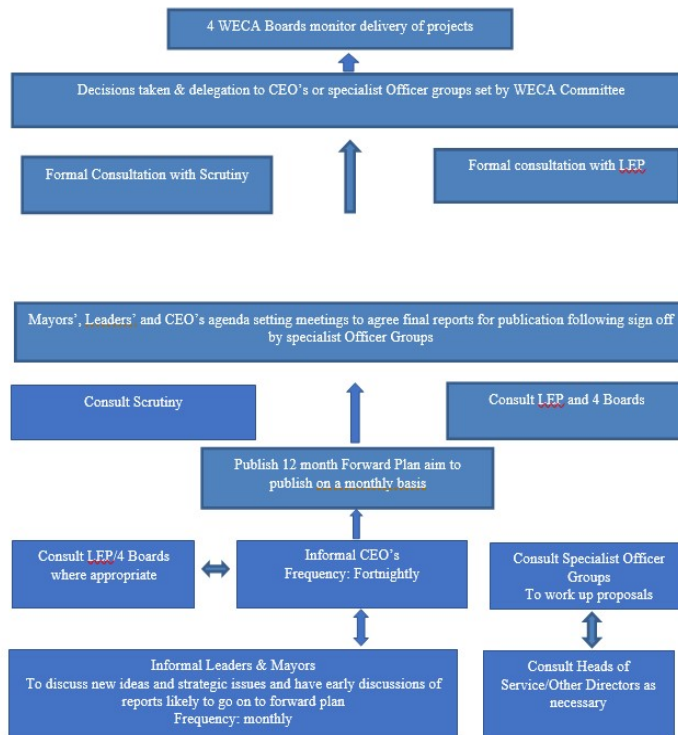 4 WECA Boards monitor delivery of projects
Decisions taken & delegation to CEO's or specialist Officer groups set by WECA Committee
Formal Consultation with Scrutiny
Formal consultation with LEP
Mayors', Leaders' and CEO's agenda setting meetings to agree final reports for publication following sign off
by specialist Officer Groups
Consult Scrutiny
Consult LEP and 4 Boards
Publish 12 month Forward Plan aim to
publish on a monthly basis
Consult LEP/4 Boards
where appropriate
Informal CEO's
Frequency: Fortnightly
Consult Specialist Officer
Groups
To work up proposals
Informal Leaders & Mayors
To discuss new ideas and strategic issues and have early discussions of
reports likely to go on to forward plan
Frequency: monthly
Consult Heads of
Service/Other Directors as
necessary